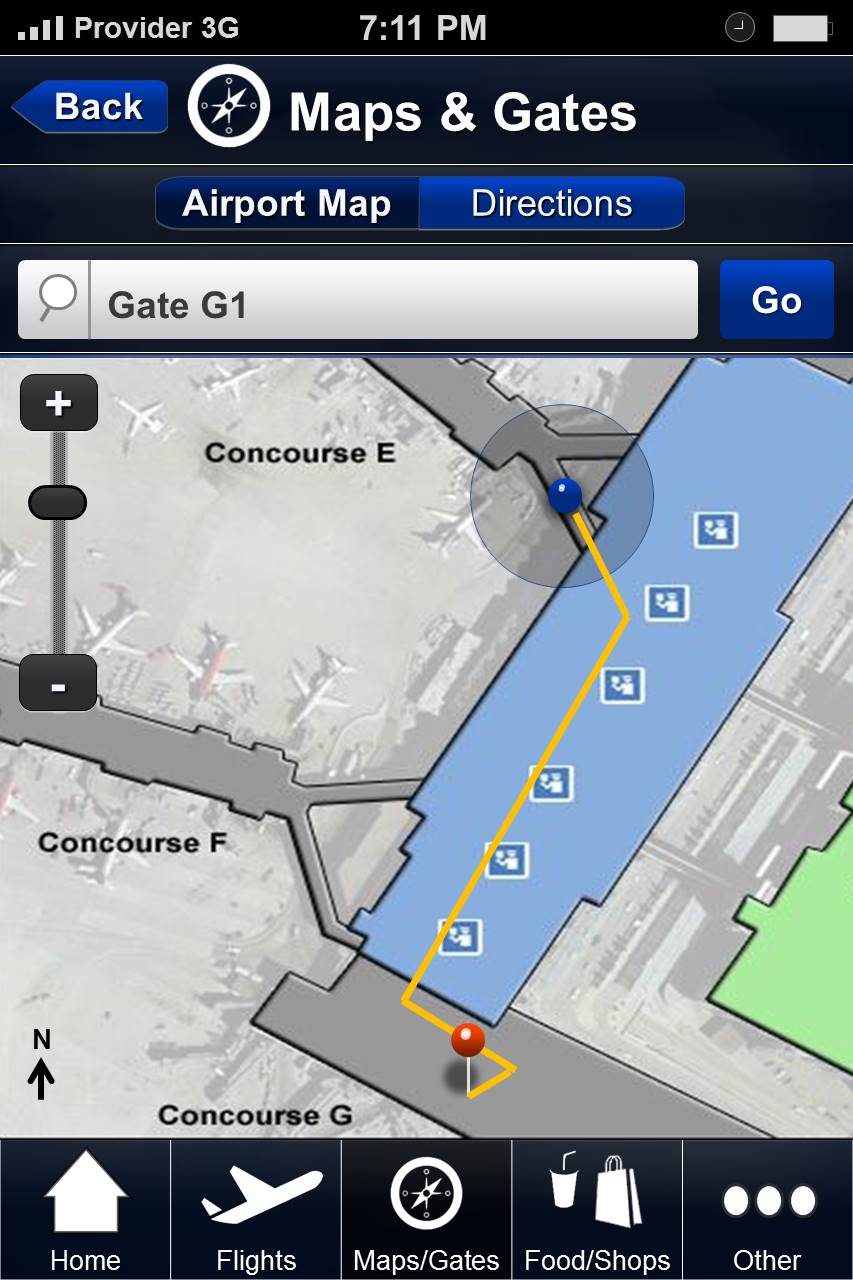 Provider 3G 7:11 PM
Back Maps & Gates
Airport Map Directions
Gate G1 Go
+
Concourse E
-
Concourse F
N
Concourse G
Home Flights Maps/Gates Food/Shops Other